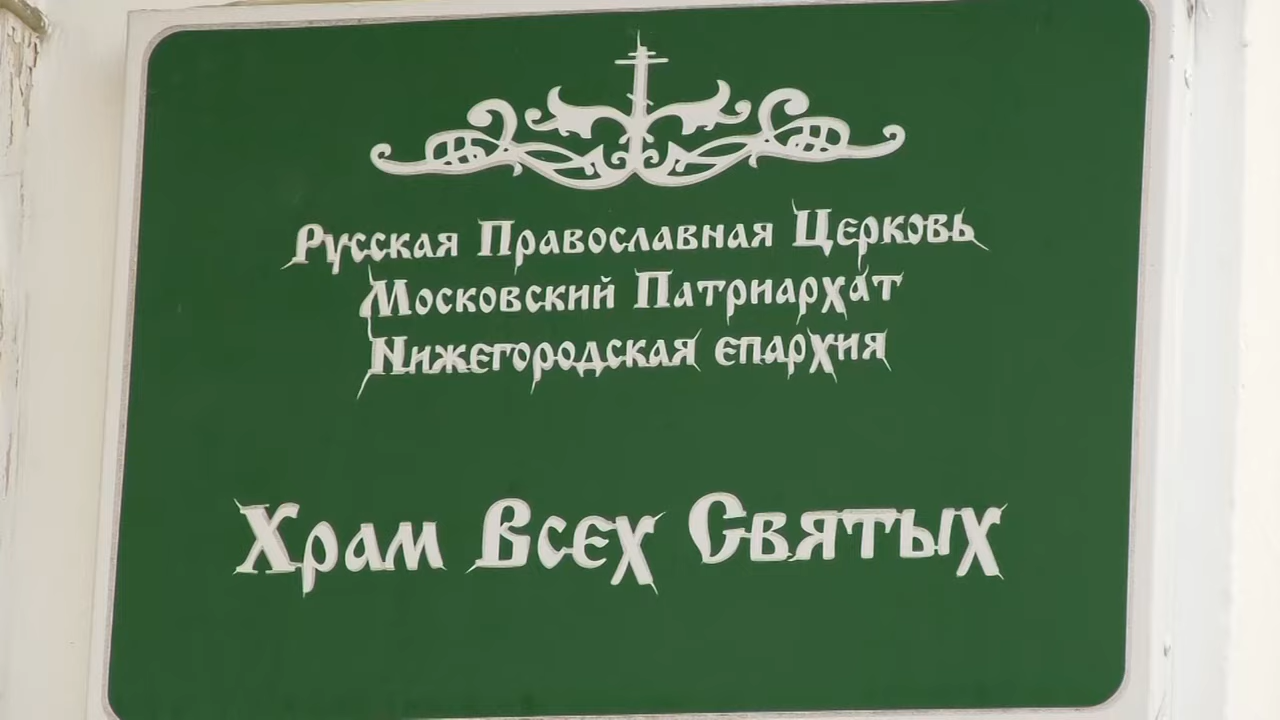 Русская Православная Церковь
Московский Патриархат
Нижегородская епархия
Храм Всех Святых